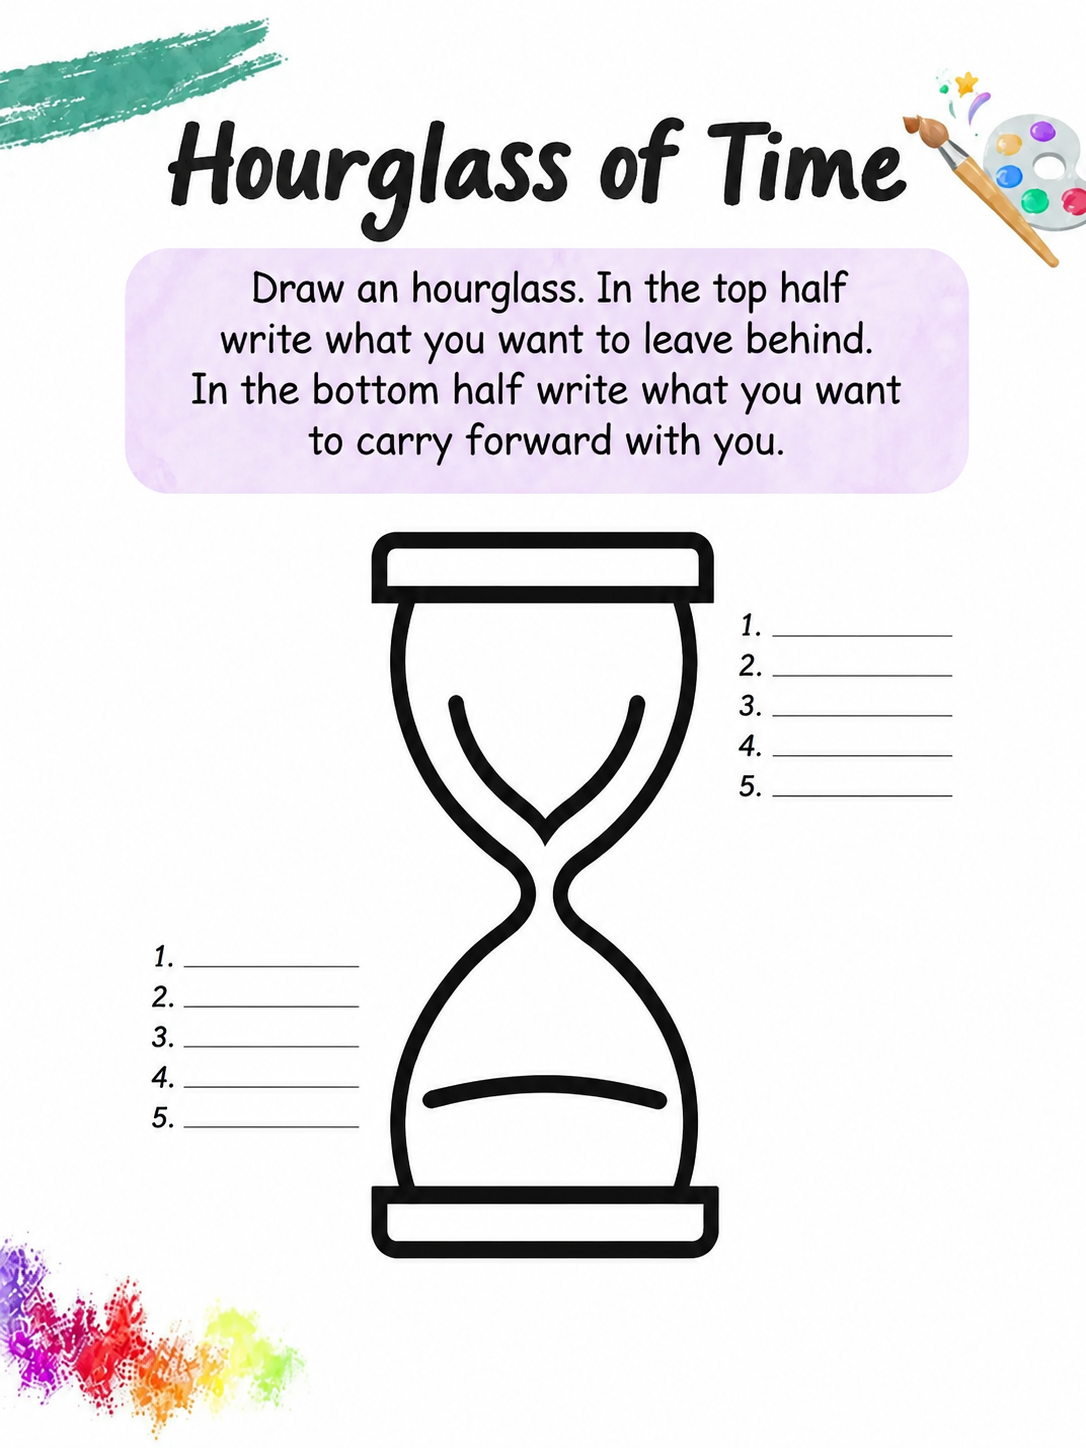 Hourglass of Time
Draw an hourglass. In the top half
write what you want to leave behind.
In the bottom half write what you want
to carry forward with you.
1.
2.
3.
4.
5.
1.
2.
3.
4.
5.